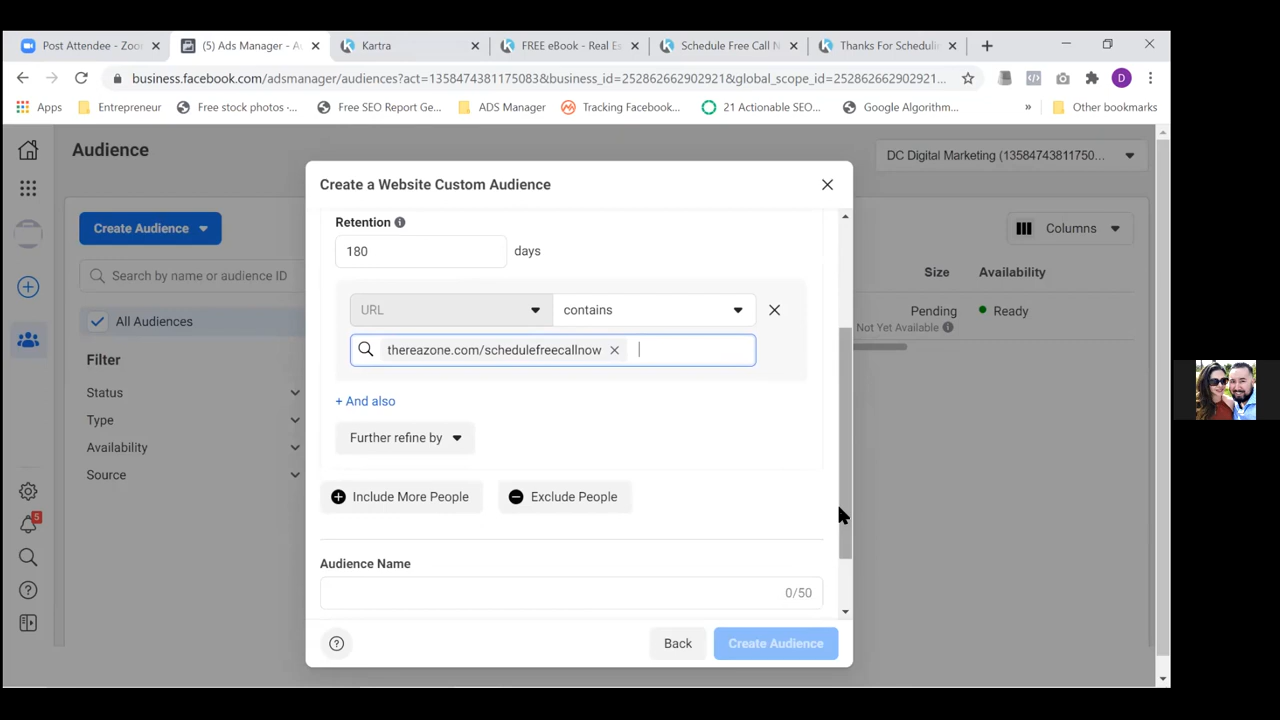 Post Attendee - Zoo
(5) Ads Manager - A
Kartra
FREE eBook - Real Es
Schedule Free Call N
Thanks For Schedulin
business.facebook.com/adsmanager/audiences?act=1358474381175083&business_id=252862662902921&global_scope_id=252862662902921...
D
Apps
Entrepreneur
Free stock photos ·...
Free SEO Report Ge...
ADS Manager
Tracking Facebook...
21 Actionable SEO...
Google Algorithm...
»
Other bookmarks
Audience
DC Digital Marketing (13584743811750...
Create a Website Custom Audience
Create Audience
Columns
Retention
180
days
Search by name or audience ID
Size
Availability
URL
contains
All Audiences
Pending
Ready
Not Yet Available
thereazone.com/schedulefreecallnow
Filter
Status
+ And also
Type
Further refine by
Availability
Source
Include More People
Exclude People
5
Audience Name
0/50
Back
Create Audience